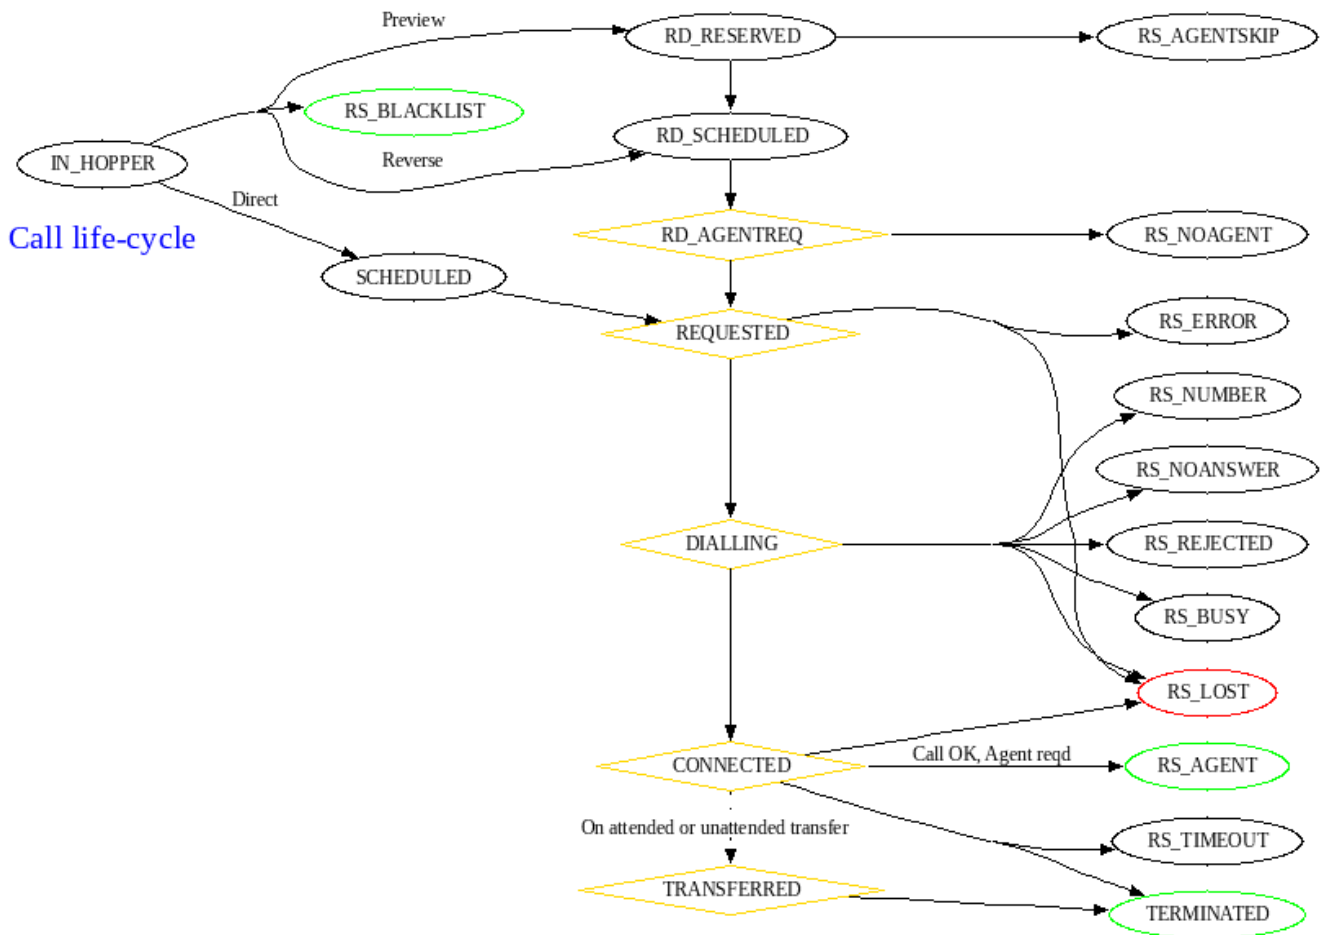 Preview
RD_RESERVED
RS_AGENTSKIP
RS_BLACKLIST
RD_SCHEDULED
IN_HOPPER
Reverse
Direct
Call life-cycle
RD_AGENTREQ
RS_NOAGENT
SCHEDULED
REQUESTED
RS_ERROR
RS_NUMBER
RS_NOANSWER
DIALLING
RS_REJECTED
RS_BUSY
RS_LOST
CONNECTED
Call OK, Agent reqd
RS_AGENT
On attended or unattended transfer
RS_TIMEOUT
TRANSFERRED
TERMINATED